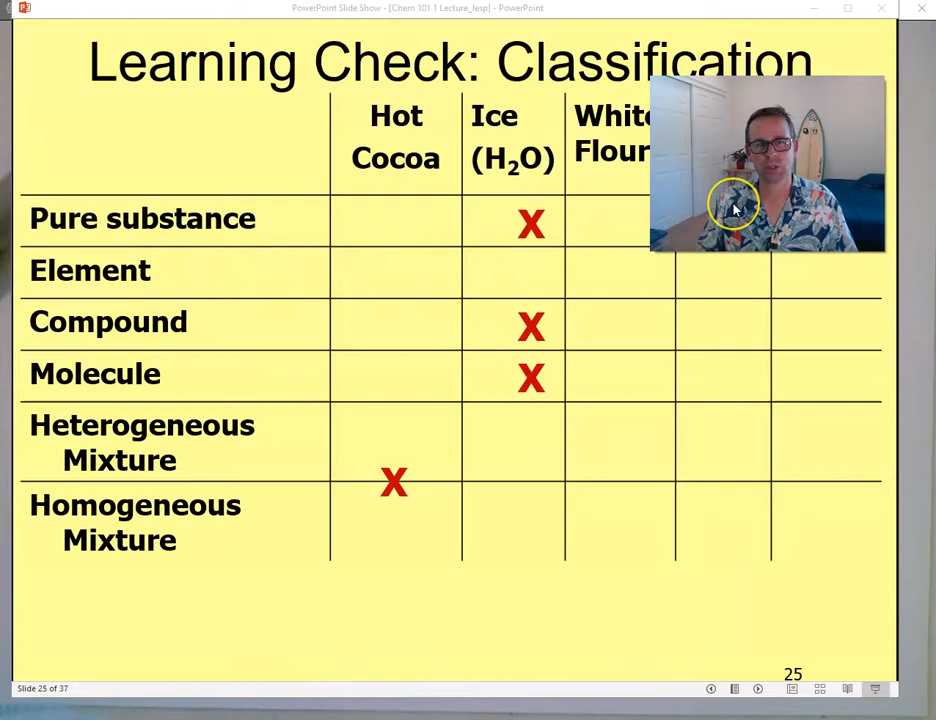 PowerPoint Slide Show - [Chem 101 1 Lecture_Jesp] - PowerPoint
Learning Check: Classification
Hot
Cocoa
Ice
(H₂O)
White
Flour
Pure substance
X
Element
Compound
X
Molecule
X
Heterogeneous
Mixture
X
Homogeneous
Mixture
25
Slide 25 of 37